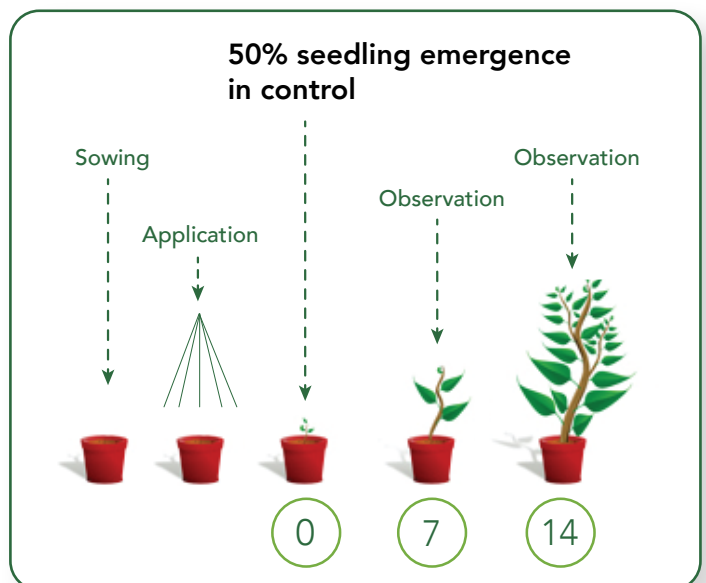 50% seedling emergence
in control
Sowing
Observation
Observation
Application
0
7
14